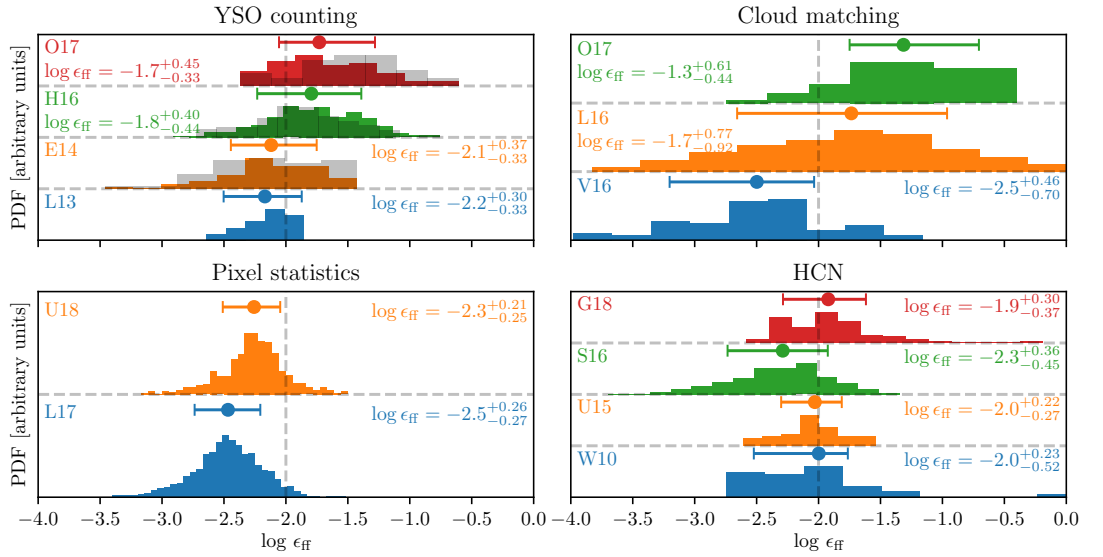 YSO counting
PDF [arbitrary units]
O17
log ϵff = −1.7 +0.45 −0.33
H16
log ϵff = −1.8 +0.40 −0.44
E14
log ϵff = −2.1 +0.37 −0.33
L13
log ϵff = −2.2 +0.30 −0.33
Cloud matching
O17
log ϵff = −1.3 +0.61 −0.44
L16
log ϵff = −1.7 +0.77 −0.92
V16
log ϵff = −2.5 +0.46 −0.70
Pixel statistics
PDF [arbitrary units]
U18
log ϵff = −2.3 +0.21 −0.25
L17
log ϵff = −2.5 +0.26 −0.27
−4.0 −3.5 −3.0 −2.5 −2.0 −1.5 −1.0 −0.5 0.0
log ϵff
HCN
G18
log ϵff = −1.9 +0.30 −0.37
S16
log ϵff = −2.3 +0.36 −0.45
U15
log ϵff = −2.0 +0.22 −0.27
W10
log ϵff = −2.0 +0.23 −0.52
−4.0 −3.5 −3.0 −2.5 −2.0 −1.5 −1.0 −0.5 0.0
log ϵff